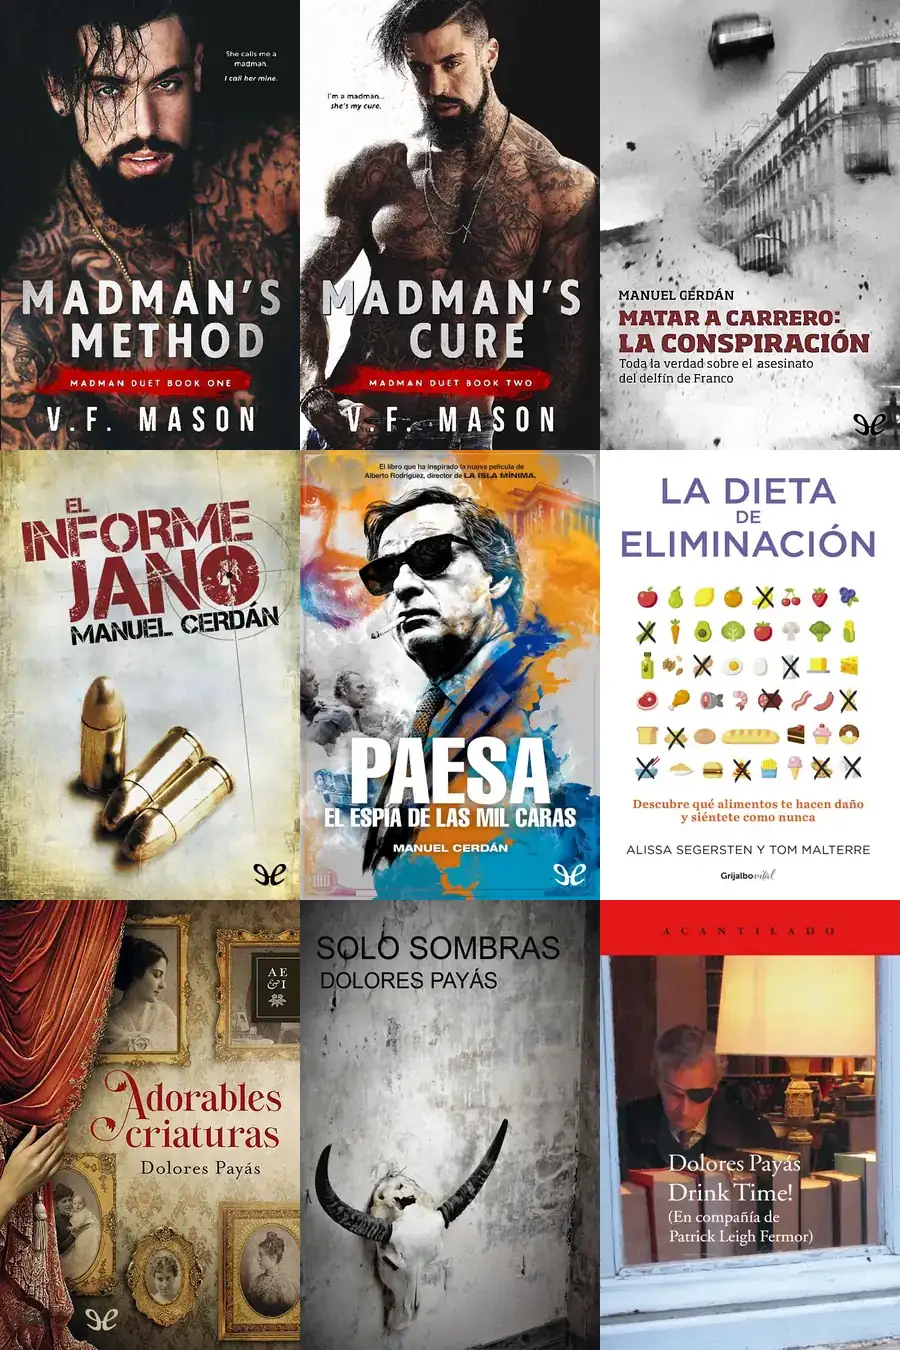 She calls me a
madman.
I call her mine.
MADMAN'S
METHOD
MADMAN DUET BOOK ONE
V.F. MASON
I'm a madman...
she's my cure.
MADMAN'S
CURE
MADMAN DUET BOOK TWO
V.F. MASON
MANUEL CERDÁN
MATAR A CARRERO:
LA CONSPIRACIÓN
Toda la verdad sobre el asesinato
del delfín de Franco
EL
INFORME
JANO
MANUEL CERDÁN
El libro que ha inspirado la nueva película de
Alberto Rodríguez, director de LA ISLA MÍNIMA.
PAESA
EL ESPÍA DE LAS MIL CARAS
MANUEL CERDÁN
LA DIETA
DE
ELIMINACIÓN
Descubre qué alimentos te hacen daño
y siéntete como nunca
ALISSA SEGERSTEN Y TOM MALTERRE
Grijalbo vital
AE
&I
Adorables
criaturas
Dolores Payás
SOLO SOMBRAS
DOLORES PAYÁS
ACANTILADO
Dolores Payás
Drink Time!
(En compañía de
Patrick Leigh Fermor)